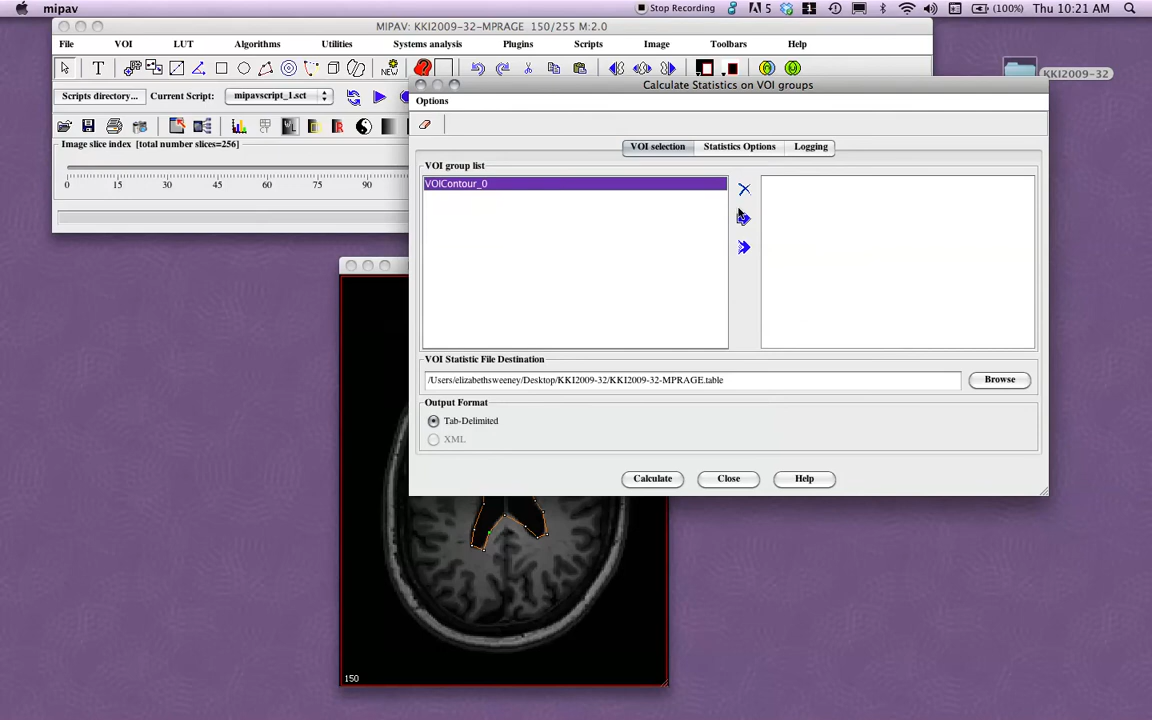 mipav
Stop Recording
5
1
(100%)
Thu 10:21 AM
MIPAV: KKI2009-32-MPRAGE 150/255 M:2.0
File VOI LUT Algorithms Utilities Systems analysis Plugins Scripts Image Toolbars Help
T
NEW
KKI2009-32
Scripts directory...
Current Script:
mipavscript_1.sct
Image slice index [total number slices=256]
0 15 30 45 60 75 90
Calculate Statistics on VOI groups
Options
VOI selection Statistics Options Logging
VOI group list
VOIContour_0
VOI Statistic File Destination
/Users/elizabethsweeney/Desktop/KKI2009-32/KKI2009-32-MPRAGE.table
Browse
Output Format
Tab-Delimited
XML
Calculate Close Help
150